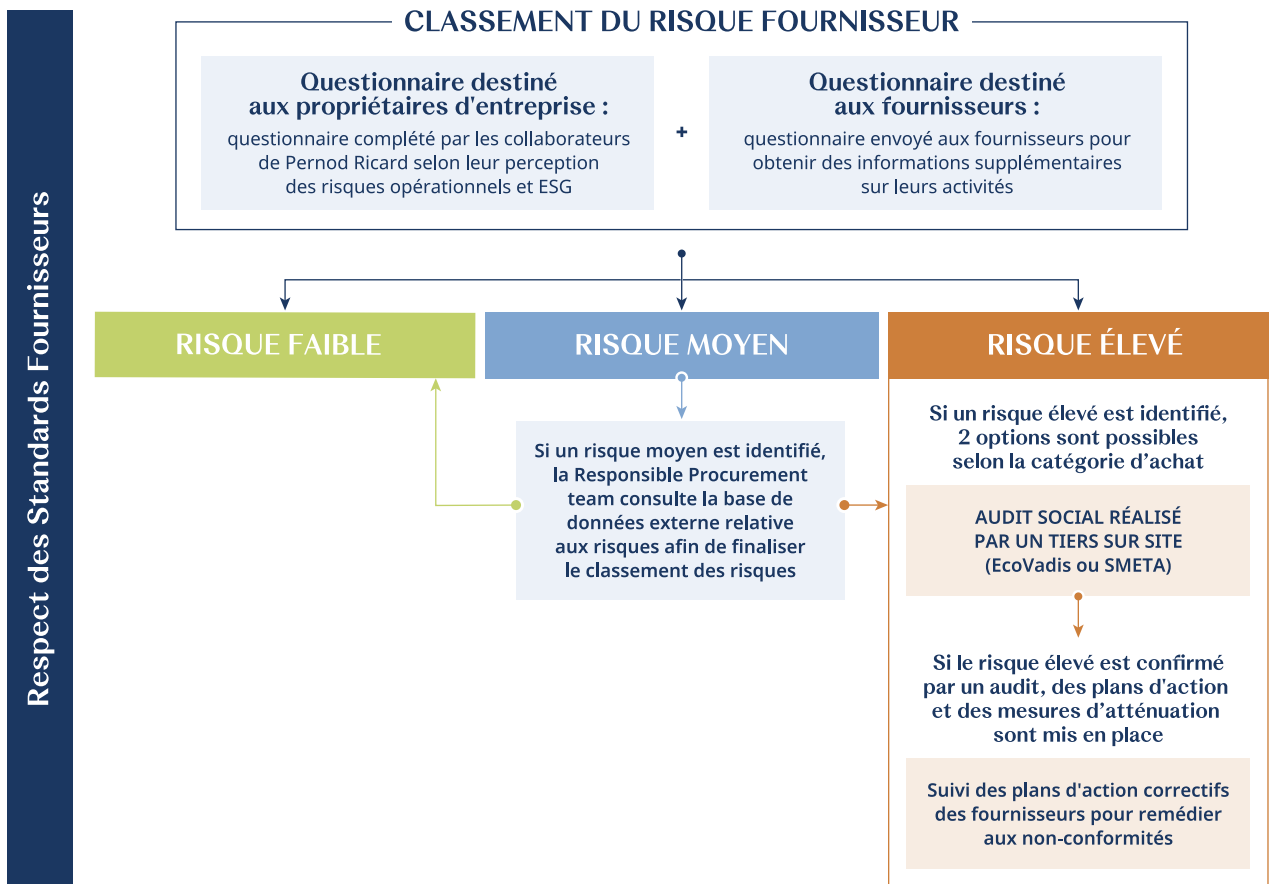 Respect des Standards Fournisseurs
CLASSEMENT DU RISQUE FOURNISSEUR
Questionnaire destiné
aux propriétaires d'entreprise :
questionnaire complété par les collaborateurs
de Pernod Ricard selon leur perception
des risques opérationnels et ESG
+
Questionnaire destiné
aux fournisseurs :
questionnaire envoyé aux fournisseurs pour
obtenir des informations supplémentaires
sur leurs activités
RISQUE FAIBLE
RISQUE MOYEN
RISQUE ÉLEVÉ
Si un risque moyen est identifié,
la Responsible Procurement
team consulte la base de
données externe relative
aux risques afin de finaliser
le classement des risques
Si un risque élevé est identifié,
2 options sont possibles
selon la catégorie d’achat
AUDIT SOCIAL RÉALISÉ
PAR UN TIERS SUR SITE
(EcoVadis ou SMETA)
Si le risque élevé est confirmé
par un audit, des plans d'action
et des mesures d’atténuation
sont mis en place
Suivi des plans d'action correctifs
des fournisseurs pour remédier
aux non-conformités